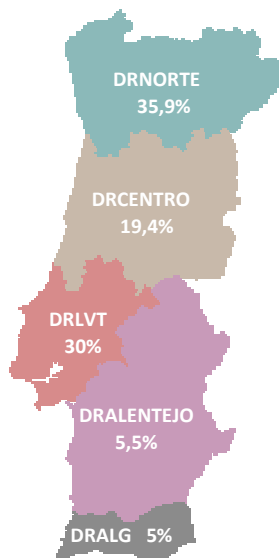 DRNORTE
35,9%
DRCENTRO
19,4%
DRLVT
30%
DRALENTEJO
5,5%
DRALG 5%